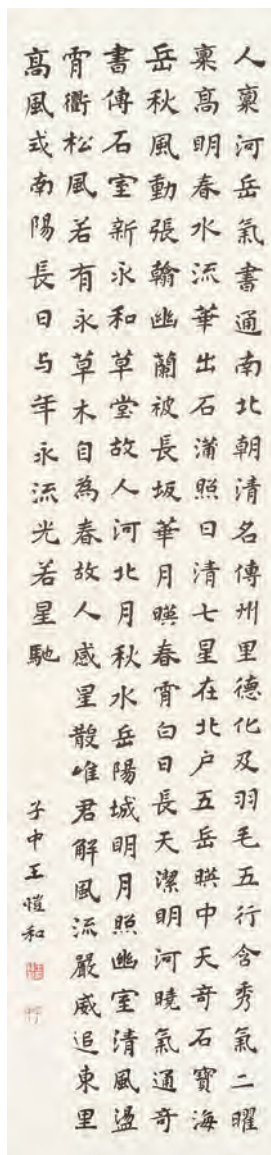 人稟河岳氣書通南北朝清名傳州里德化及羽毛五行含秀氣二曜
稟高明春水流華出石蒲照日清七星在北戶五岳暎中天奇石寶海
岳秋風動張翰幽蘭被長坂華月暎春宵白日長天潔明河曉氣通奇
書傳石室新永和草堂故人河北月秋水岳陽城明月照幽室清風盪
霄衢松風若有永草木自為春故人感星散唯君解風流嚴威追東里
高風或南陽長日与年永流光若星馳
子中王愷和